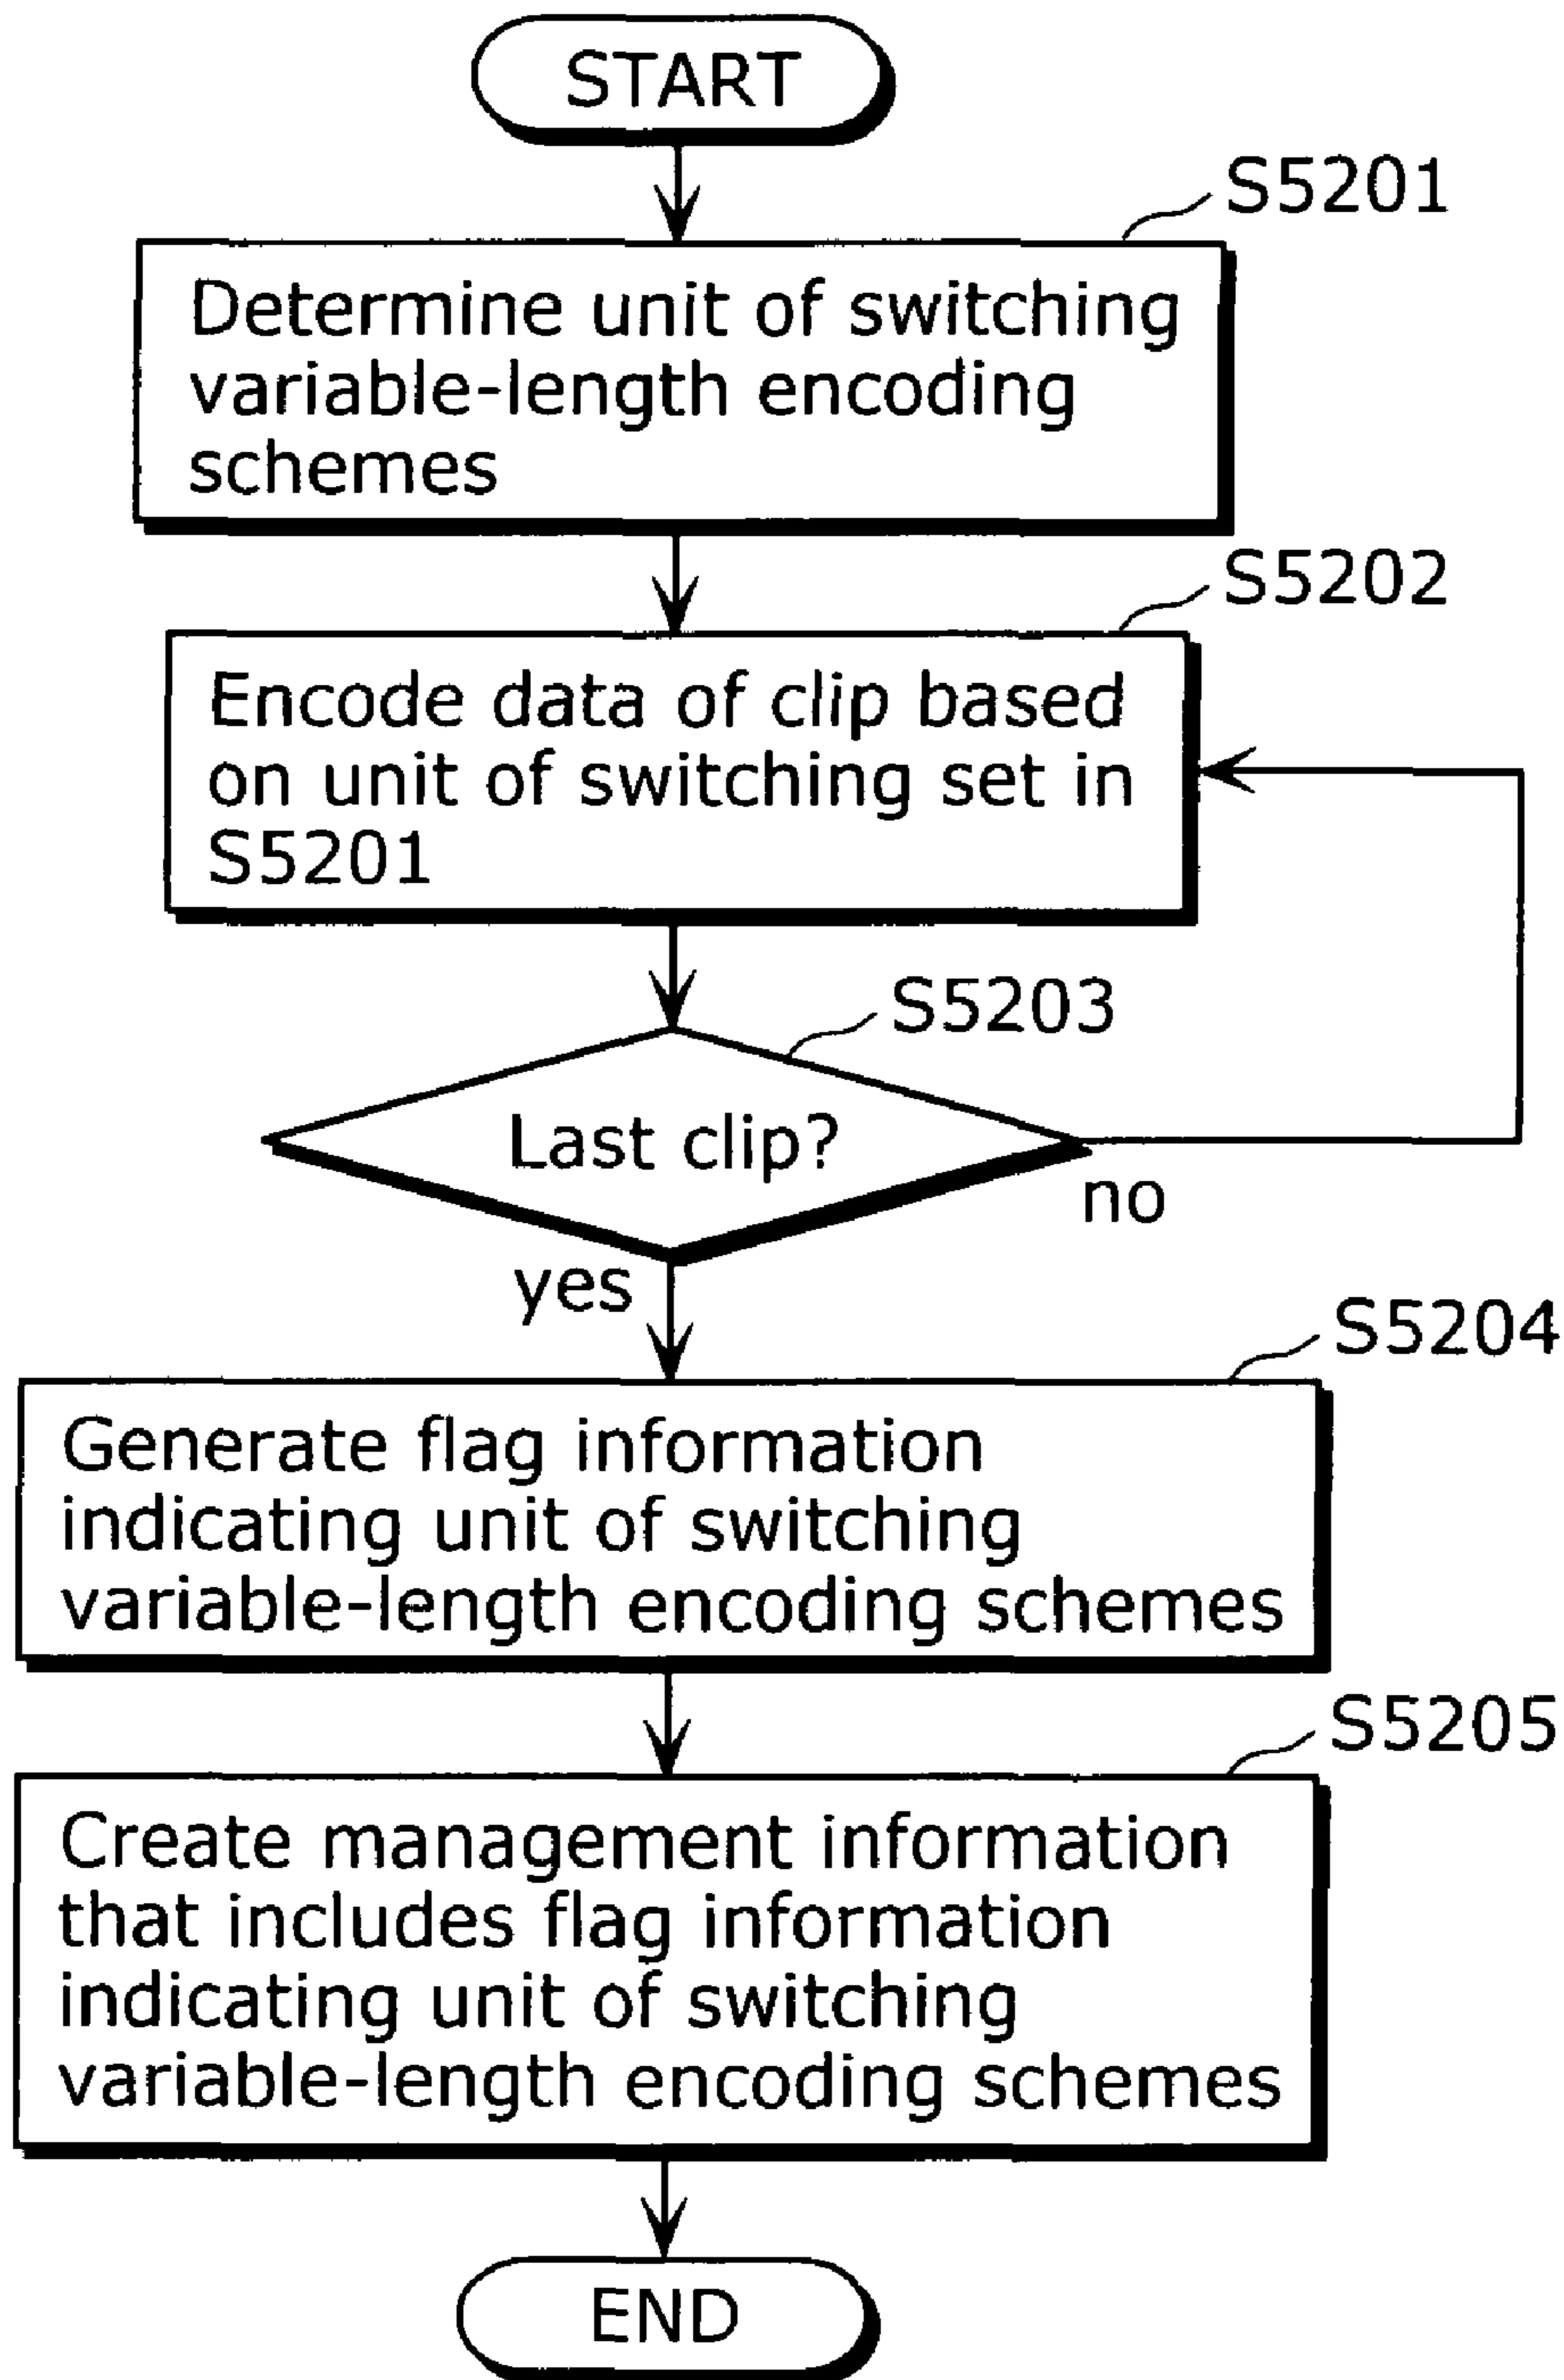 START
S5201
Determine unit of switching
variable-length encoding
schemes
S5202
Encode data of clip based
on unit of switching set in
S5201
S5203
Last clip?
no
yes
S5204
Generate flag information
indicating unit of switching
variable-length encoding schemes
S5205
Create management information
that includes flag information
indicating unit of switching
variable-length encoding schemes
END